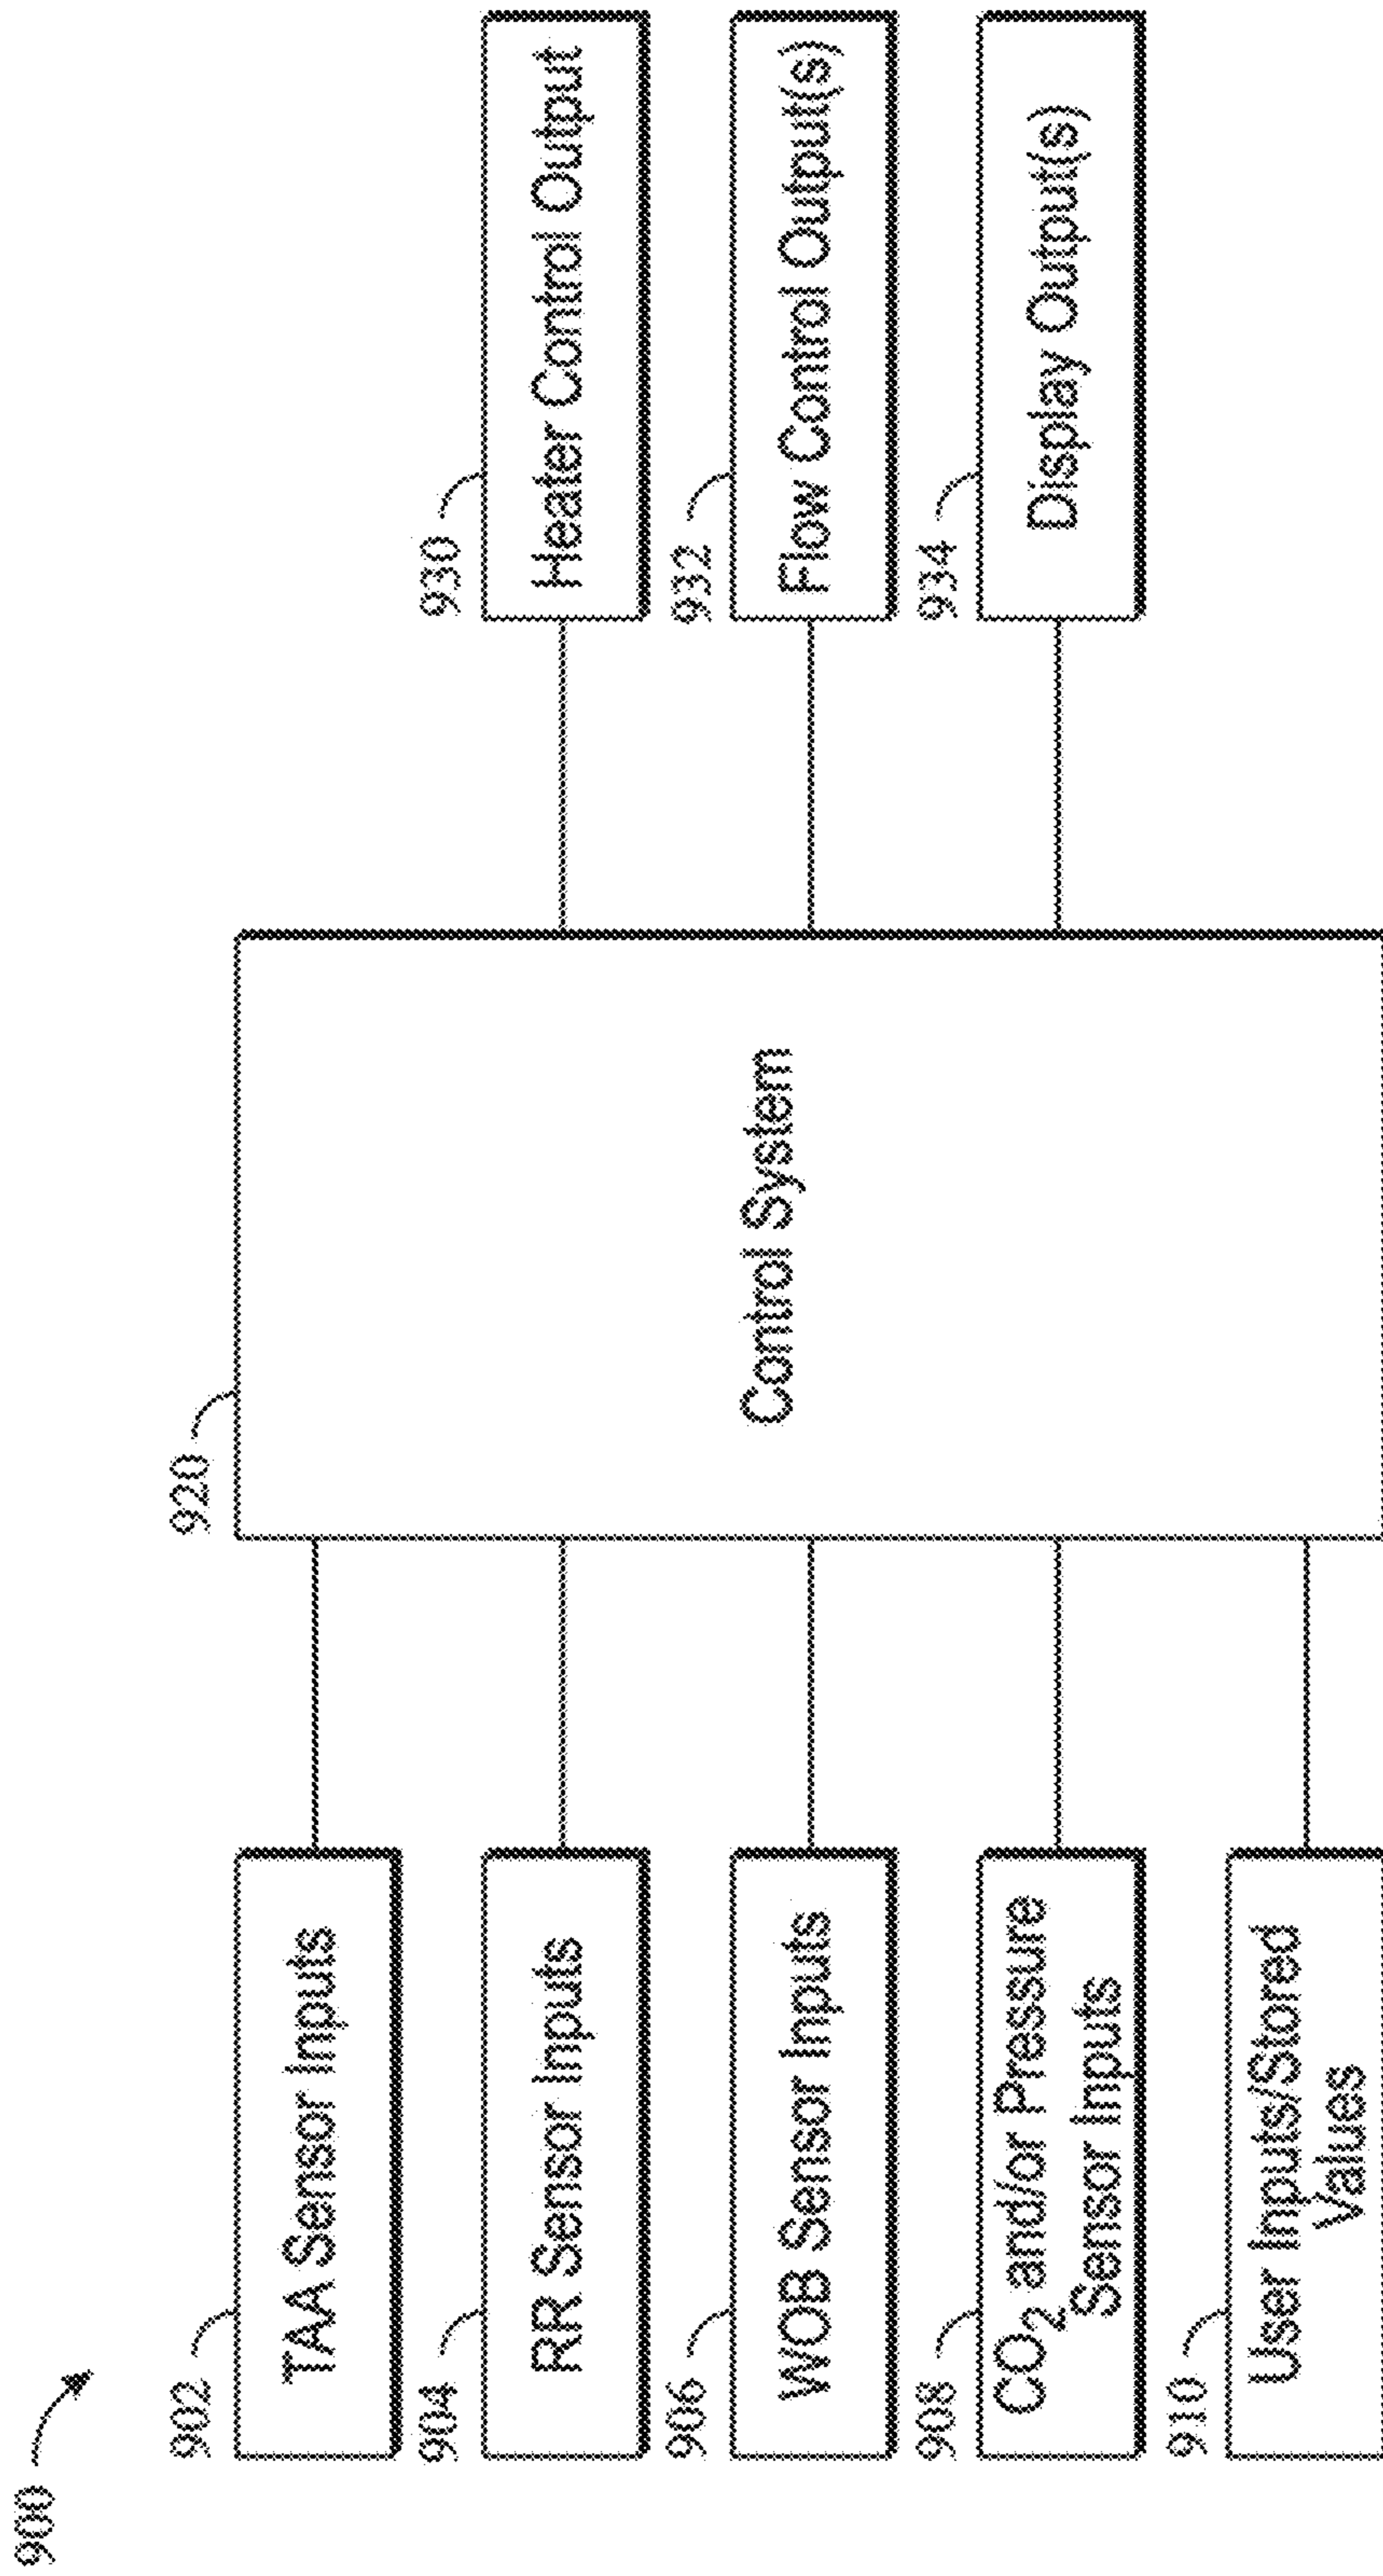 900
902
TAA Sensor Inputs
904
RR Sensor Inputs
906
WOB Sensor Inputs
908
CO₂ and/or Pressure
Sensor Inputs
910
User Inputs/Stored
Values
920
Control System
930
Heater Control Output
932
Flow Control Output(s)
934
Display Output(s)